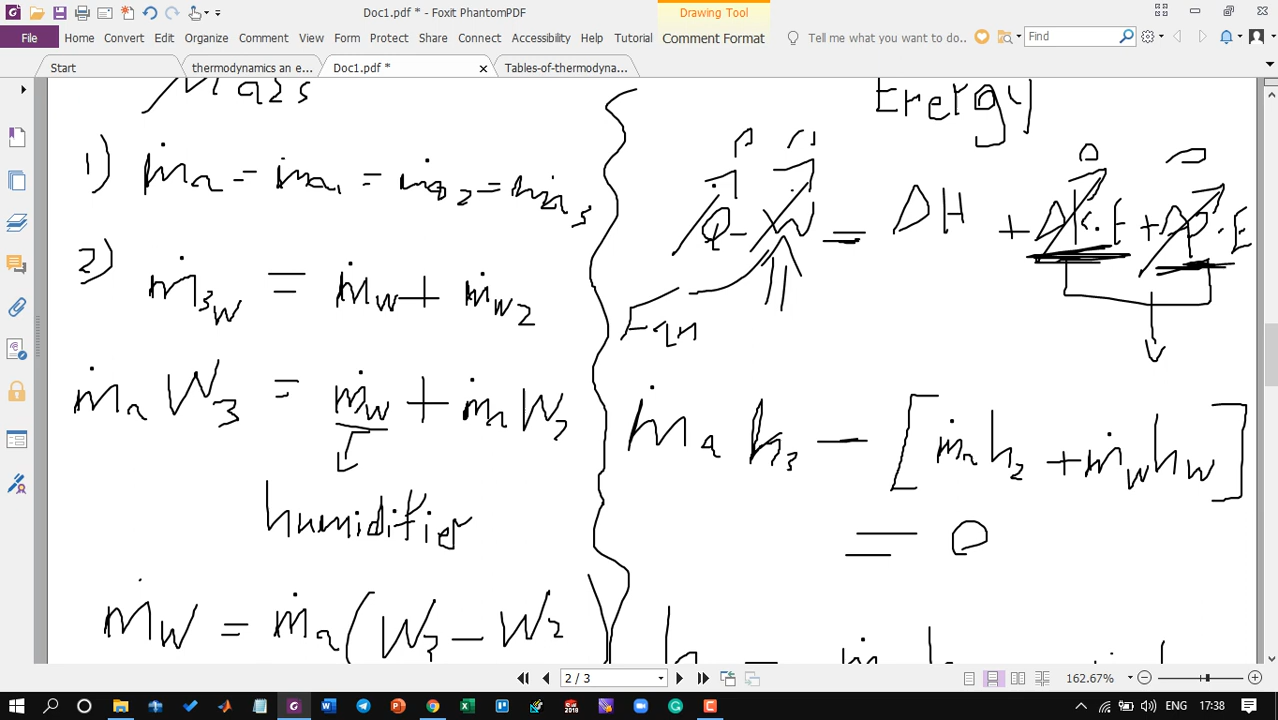 Doc1.pdf * - Foxit PhantomPDF
Drawing Tool
File Home Convert Edit Organize Comment View Form Protect Share Connect Accessibility Help Tutorial Comment Format Tell me what you want to do.. Find
Start thermodynamics an e... Doc1.pdf * Tables-of-thermodyna...
Mass
Energy
1) ṁa = ṁa1 = ṁa2 = ṁa3
Q - W = ΔH + ΔK.E + ΔP.E
0 0
2) ṁ3w = ṁw + ṁw2
ṁa W3 = ṁw + ṁa W2
ṁa h3 - [ṁa h2 + ṁw hw]
= 0
humidifier
ṁw = ṁa (W3 - W2
2 / 3
162.67%
ENG 17:38